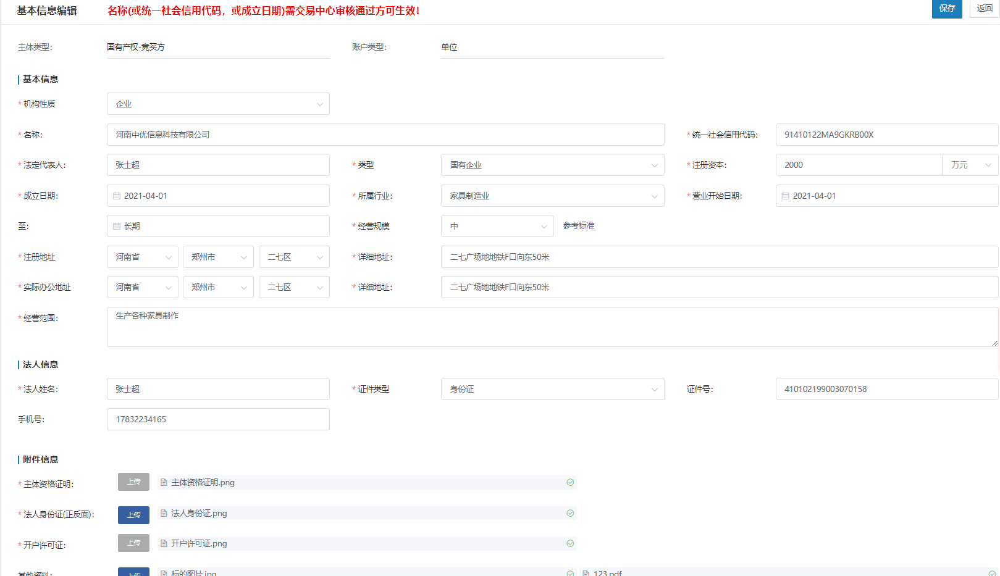 基本信息编辑 名称(或统一社会信用代码，或成立日期)需交易中心审核通过方可生效! 保存 返回
主体类型: 国有产权-竞买方 账户类型: 单位
基本信息
* 机构性质 企业
* 名称: 河南中优信息科技有限公司 * 统一社会信用代码: 91410122MA9GKRB00X
* 法定代表人: 张士超 * 类型 国有企业 * 注册资本: 2000 万元
* 成立日期: 2021-04-01 * 所属行业: 家具制造业 * 营业开始日期: 2021-04-01
至: 长期 * 经营规模 中 参考标准
* 注册地址 河南省 郑州市 二七区 * 详细地址: 二七广场地地铁F口向东50米
* 实际办公地址 河南省 郑州市 二七区 * 详细地址: 二七广场地地铁F口向东50米
* 经营范围: 生产各种家具制作
法人信息
* 法人姓名: 张士超 * 证件类型 身份证 证件号: 410102199003070158
手机号: 17832234165
附件信息
* 主体资格证明: 上传 主体资格证明.png
* 法人身份证(正反面): 上传 法人身份证.png
* 开户许可证: 上传 开户许可证.png
其他资料: 上传 标的图片.jpg 123.pdf